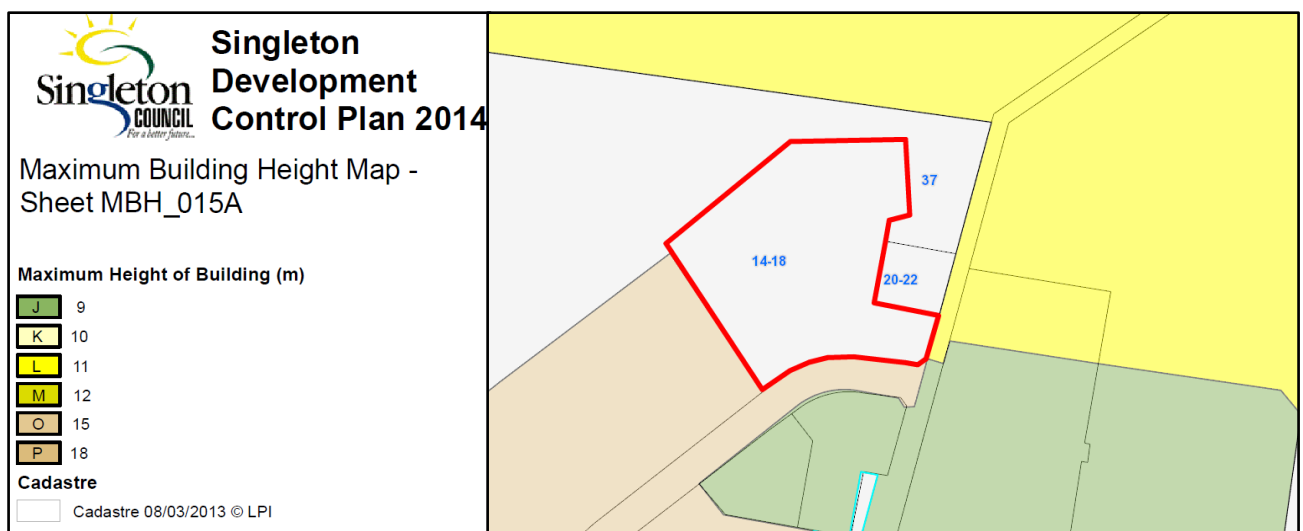 Singleton
COUNCIL
For a better future...
Singleton
Development
Control Plan 2014
Maximum Building Height Map -
Sheet MBH_015A
Maximum Height of Building (m)
J 9
K 10
L 11
M 12
O 15
P 18
Cadastre
Cadastre 08/03/2013 © LPI
37
14-18
20-22